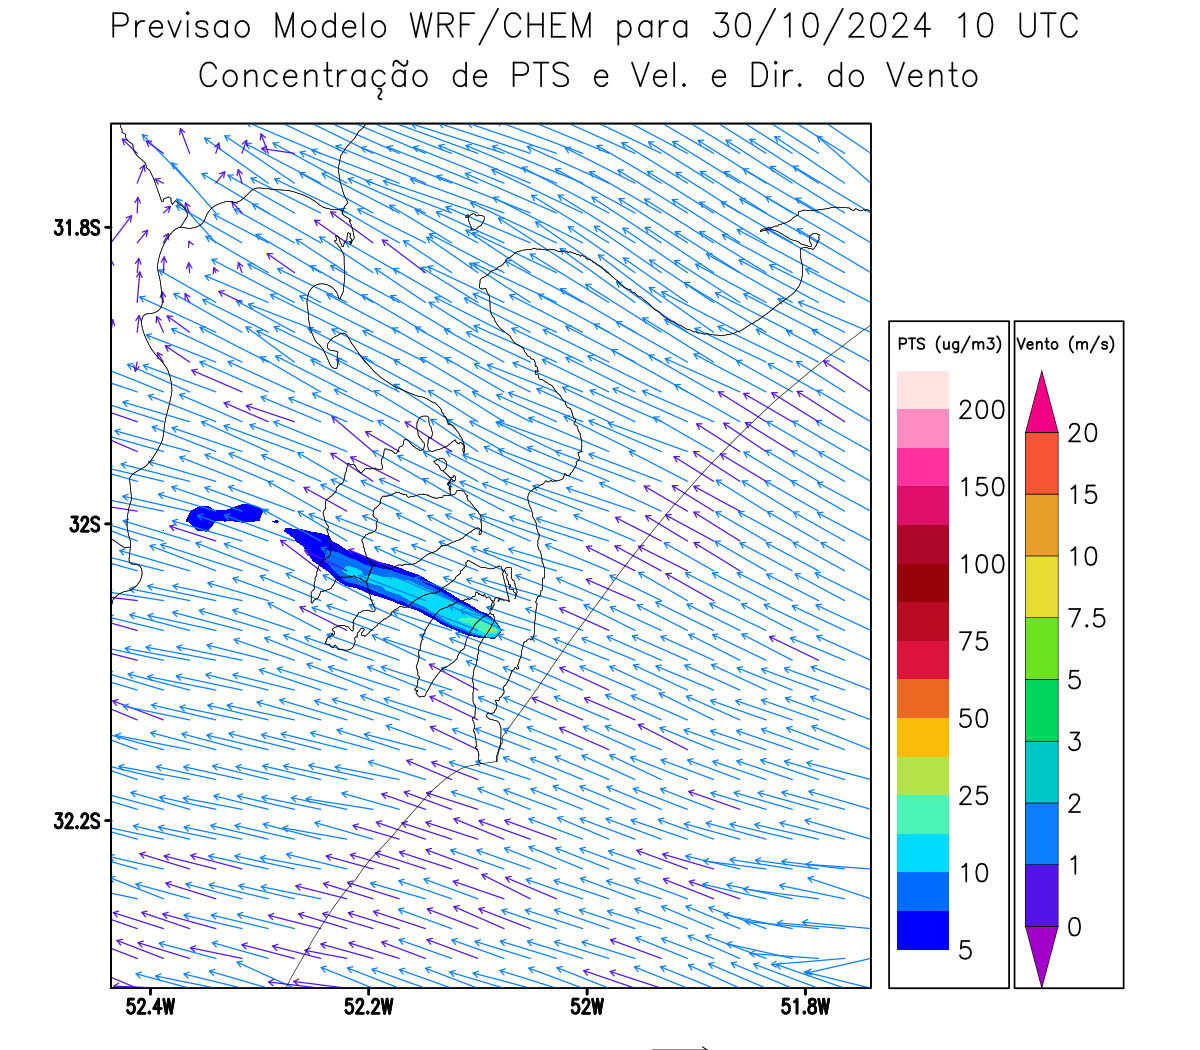 Previsao Modelo WRF/CHEM para 30/10/2024 10 UTC
Concentração de PTS e Vel. e Dir. do Vento
31.8S
32S
32.2S
52.4W 52.2W 52W 51.8W
PTS (ug/m3)
200
150
100
75
50
25
10
5
Vento (m/s)
20
15
10
7.5
5
3
2
1
0